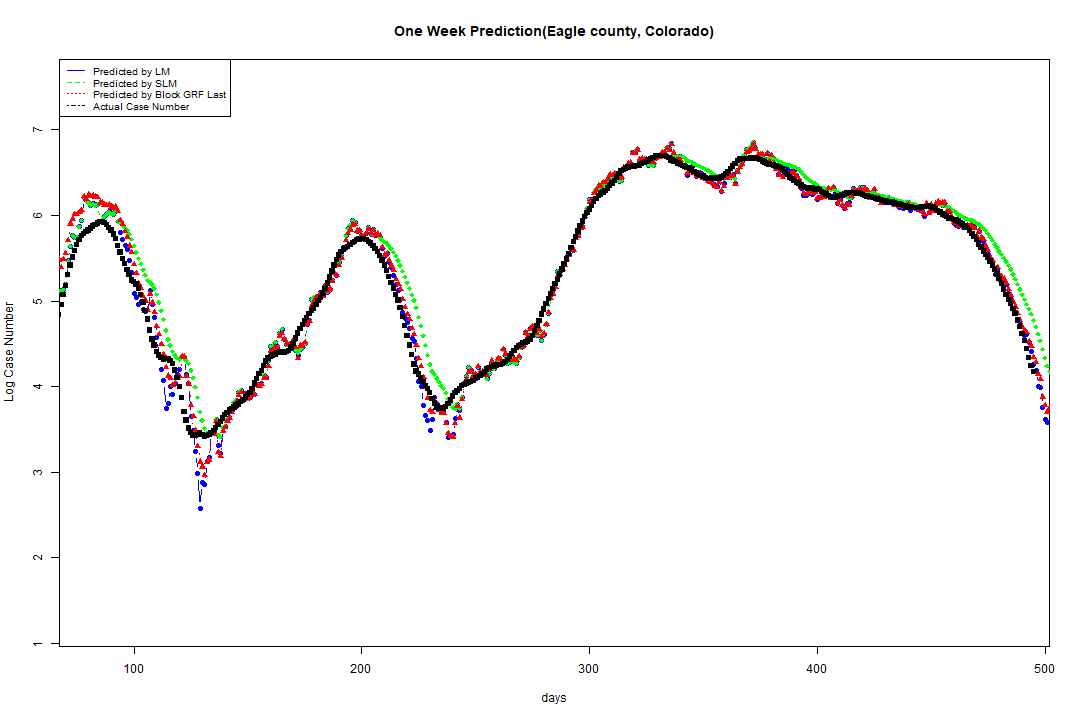 One Week Prediction(Eagle county, Colorado)
Predicted by LM
Predicted by SLM
Predicted by Block GRF Last
Actual Case Number
7
6
5
4
3
2
1
Log Case Number
100 200 300 400 500
days